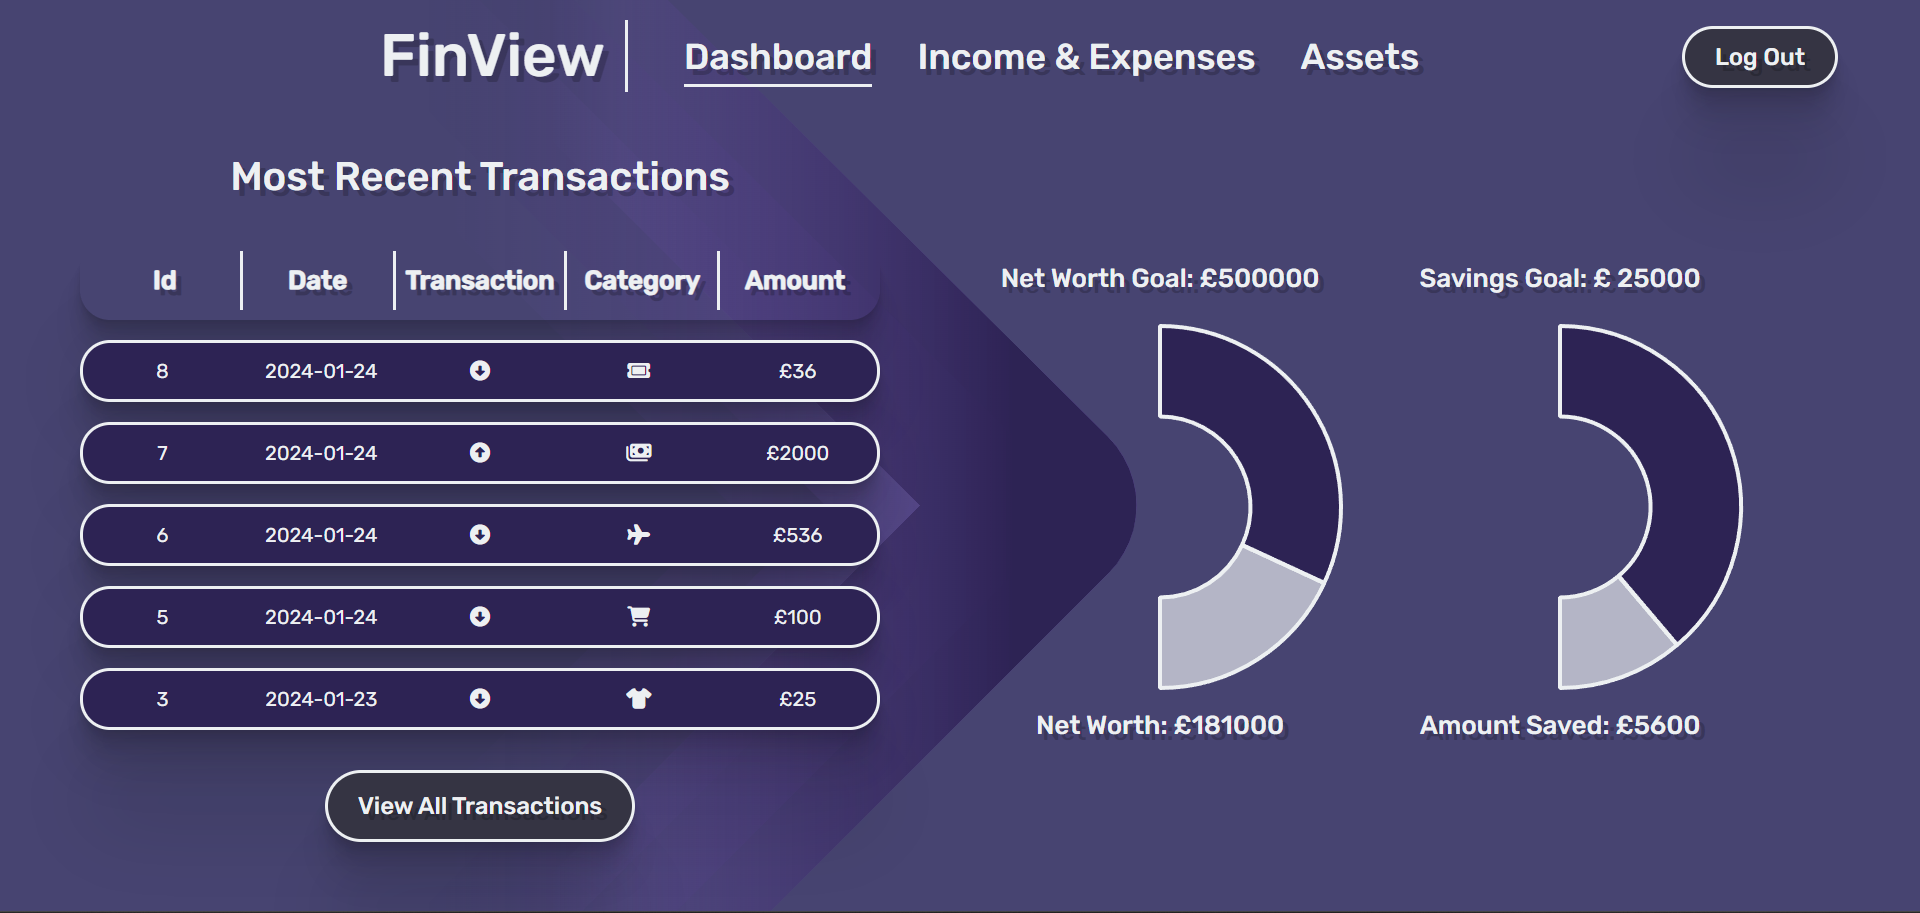 FinView
Dashboard Income & Expenses Assets
Log Out
Most Recent Transactions
Id Date Transaction Category Amount
8 2024-01-24 £36
7 2024-01-24 £2000
6 2024-01-24 £536
5 2024-01-24 £100
3 2024-01-23 £25
View All Transactions
Net Worth Goal: £500000
Net Worth: £181000
Savings Goal: £ 25000
Amount Saved: £5600